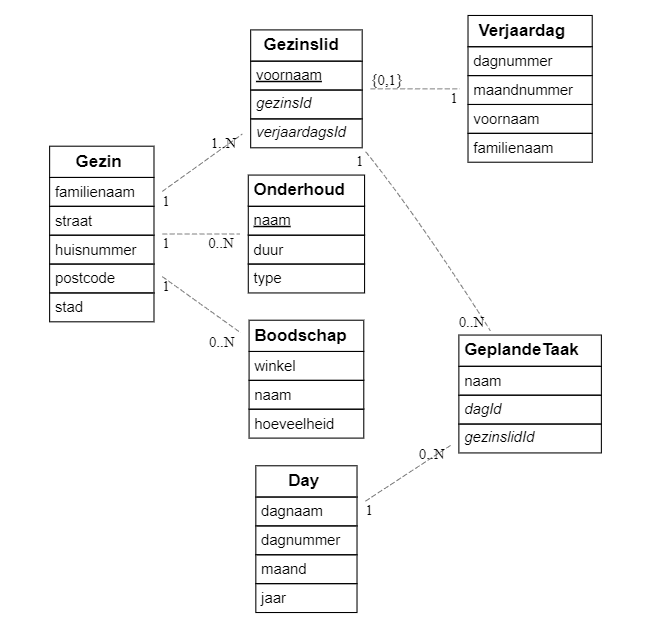 Gezinslid
voornaam
gezinsId
verjaardagsId
Verjaardag
dagnummer
maandnummer
voornaam
familienaam
{0,1}
1
1..N
1
Gezin
familienaam
straat
huisnummer
postcode
stad
1
1
0..N
1
0..N
Onderhoud
naam
duur
type
Boodschap
winkel
naam
hoeveelheid
0..N
GeplandeTaak
naam
dagId
gezinslidId
0..N
1
Day
dagnaam
dagnummer
maand
jaar